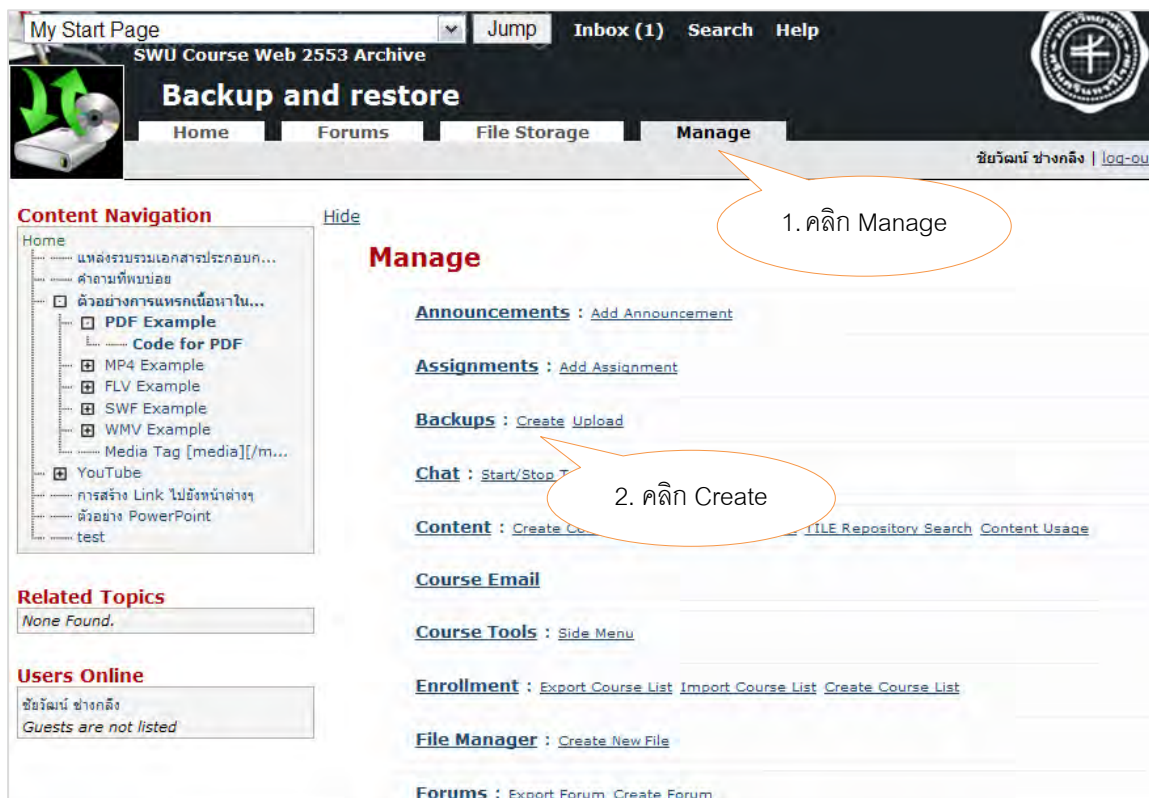 My Start Page Jump Inbox (1) Search Help
SWU Course Web 2553 Archive
Backup and restore
Home Forums File Storage Manage
ชัยวัฒน์ ช่างกลึง | log-ou
Content Navigation
Hide
Home
แหล่งรวบรวมเอกสารประกอบก...
คำถามที่พบบ่อย
ตัวอย่างการแทรกเนื้อหาใน...
PDF Example
Code for PDF
MP4 Example
FLV Example
SWF Example
WMV Example
Media Tag [media][/m...
YouTube
การสร้าง Link ไปยังหน้าต่างๆ
ตัวอย่าง PowerPoint
test
Related Topics
None Found.
Users Online
ชัยวัฒน์ ช่างกลึง
Guests are not listed
1. คลิก Manage
Manage
Announcements : Add Announcement
Assignments : Add Assignment
Backups : Create Upload
Chat : Start/Stop T
2. คลิก Create
Content : Create Co TILE Repository Search Content Usage
Course Email
Course Tools : Side Menu
Enrollment : Export Course List Import Course List Create Course List
File Manager : Create New File
Forums : Export Forum Create Forum